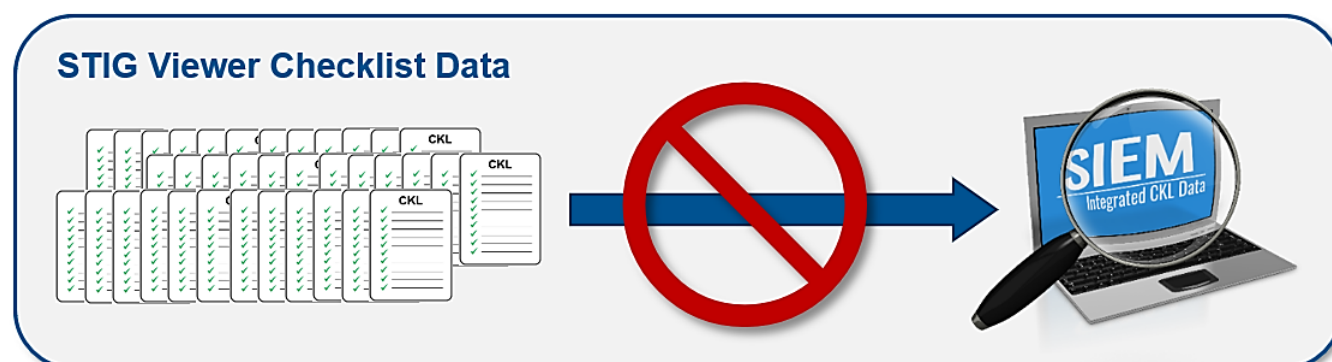 STIG Viewer Checklist Data
CKL
CKL
CKL
SIEM
Integrated CKL Data